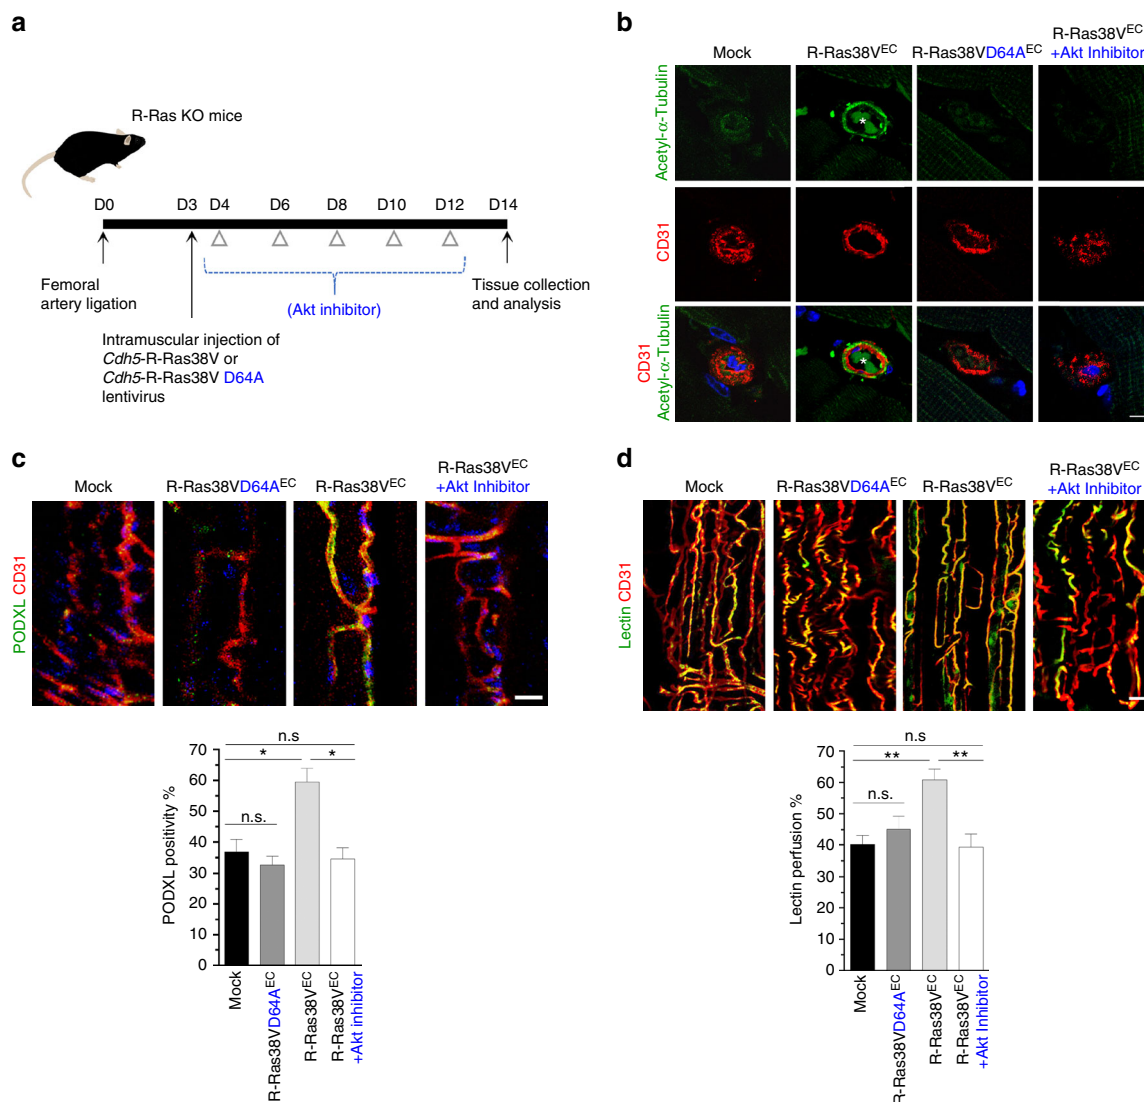 a
R-Ras KO mice
D0 D3 D4 D6 D8 D10 D12 D14
Femoral
artery ligation
(Akt inhibitor)
Tissue collection
and analysis
Intramuscular injection of
Cdh5-R-Ras38V or
Cdh5-R-Ras38V D64A
lentivirus
b
Mock
R-Ras38VEC
R-Ras38VD64AEC
R-Ras38VEC
+Akt Inhibitor
Acetyl-α-Tubulin
*
CD31
CD31
Acetyl-α-Tubulin
*
c
Mock
R-Ras38VD64AEC
R-Ras38VEC
R-Ras38VEC
+Akt Inhibitor
PODXL CD31
n.s
* *
n.s.
PODXL positivity %
70
60
50
40
30
20
10
0
Mock
R-Ras38VD64AEC
R-Ras38VEC
R-Ras38VEC
+Akt inhibitor
d
Mock
R-Ras38VD64AEC
R-Ras38VEC
R-Ras38VEC
+Akt Inhibitor
Lectin CD31
n.s
** **
n.s.
Lectin perfusion %
70
60
50
40
30
20
10
0
Mock
R-Ras38VD64AEC
R-Ras38VEC
R-Ras38VEC
+Akt Inhibitor